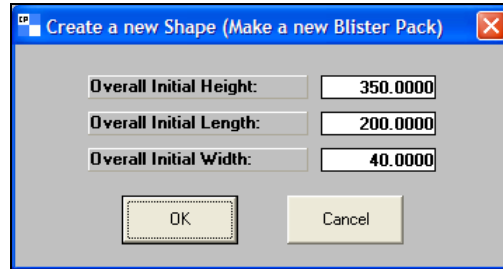 CP Create a new Shape (Make a new Blister Pack)
Overall Initial Height: 350.0000
Overall Initial Length: 200.0000
Overall Initial Width: 40.0000
OK Cancel